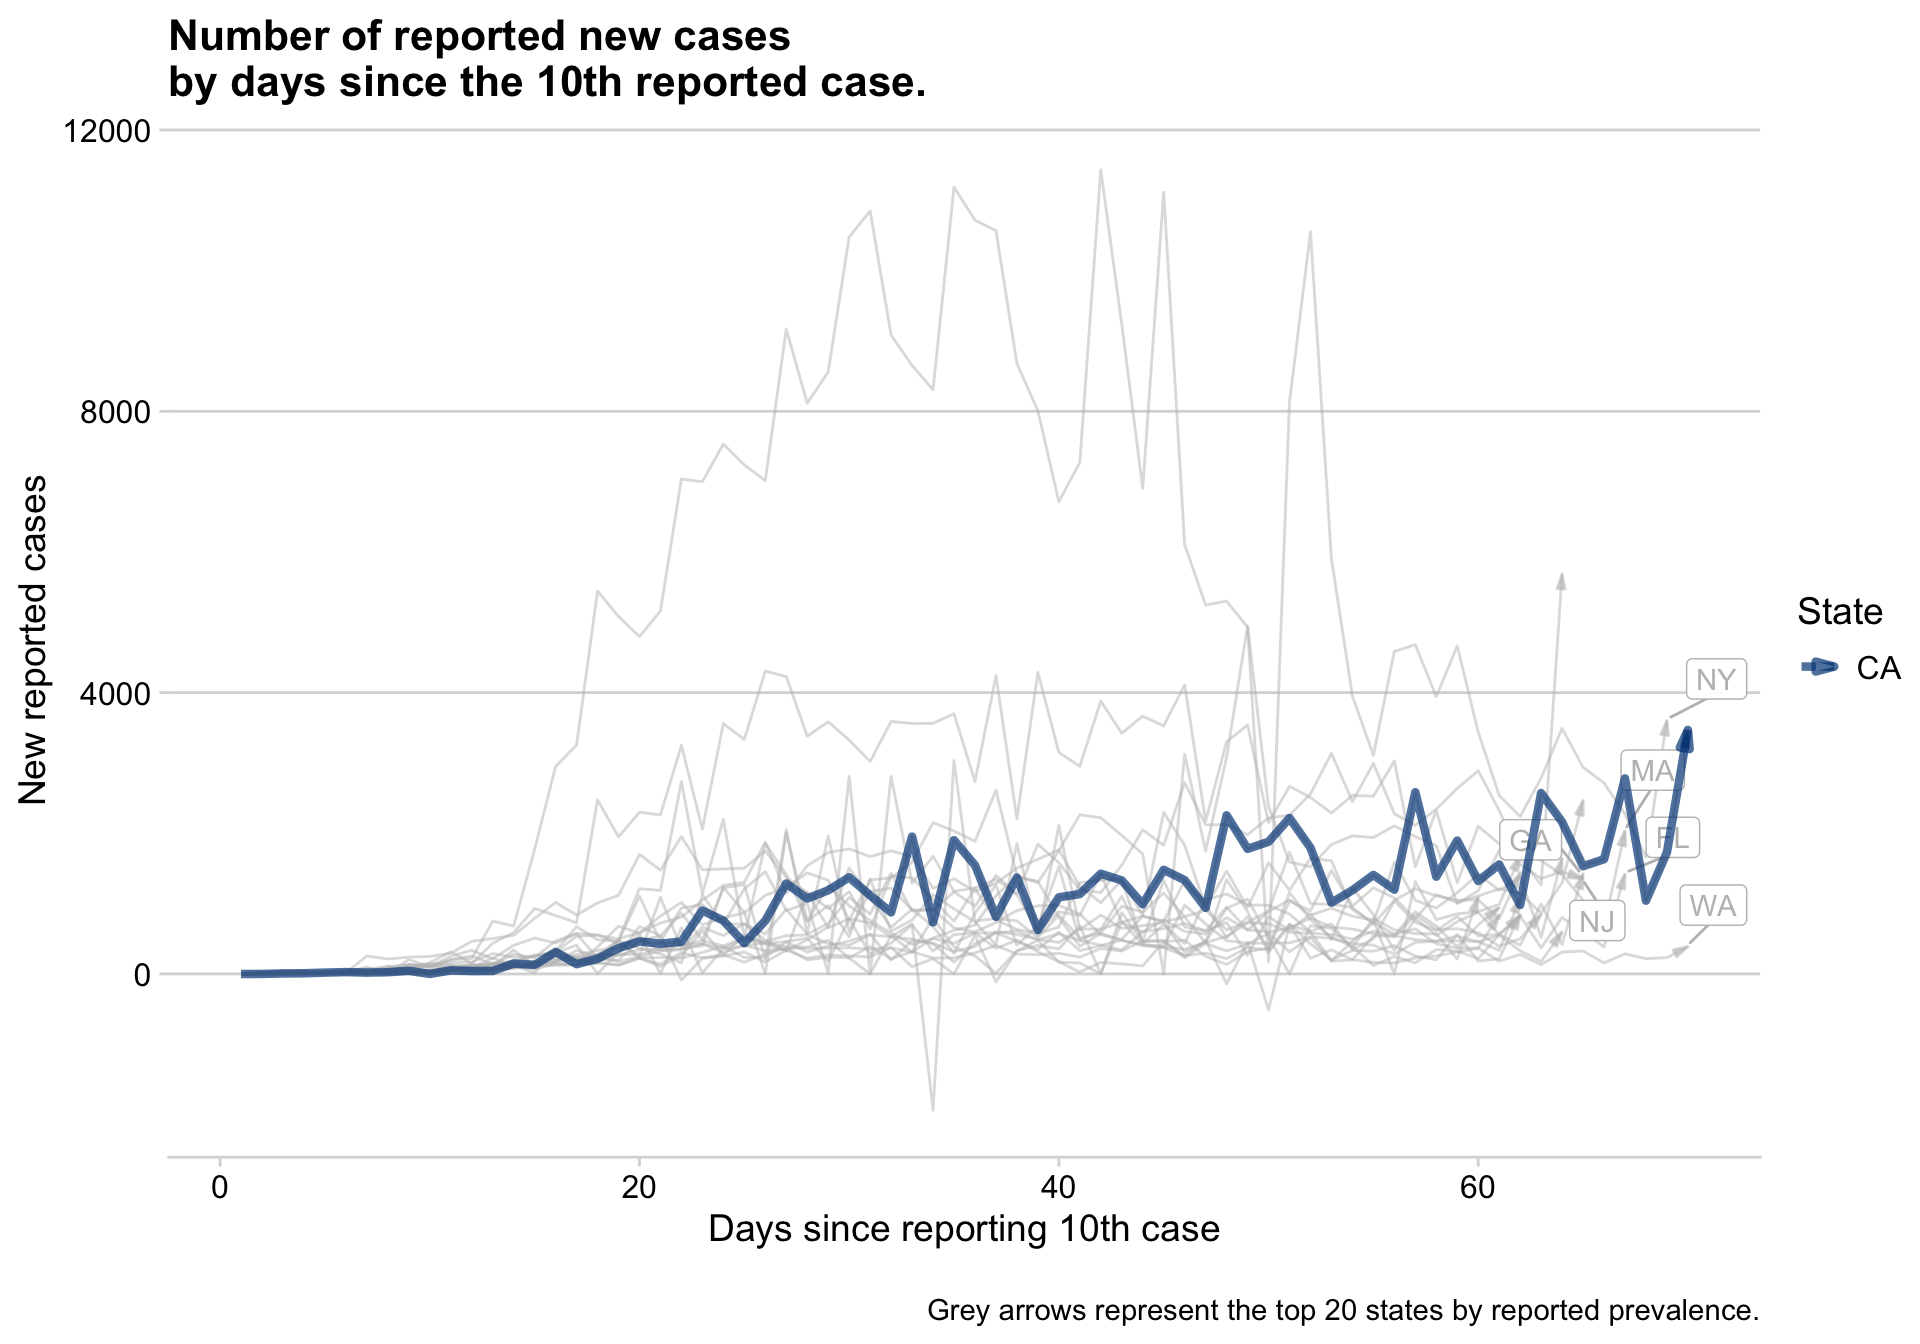 Number of reported new cases
by days since the 10th reported case.
12000
8000
4000
0
New reported cases
NY
MA
GA
FL
NJ
WA
State
CA
0
20
40
60
Days since reporting 10th case
Grey arrows represent the top 20 states by reported prevalence.